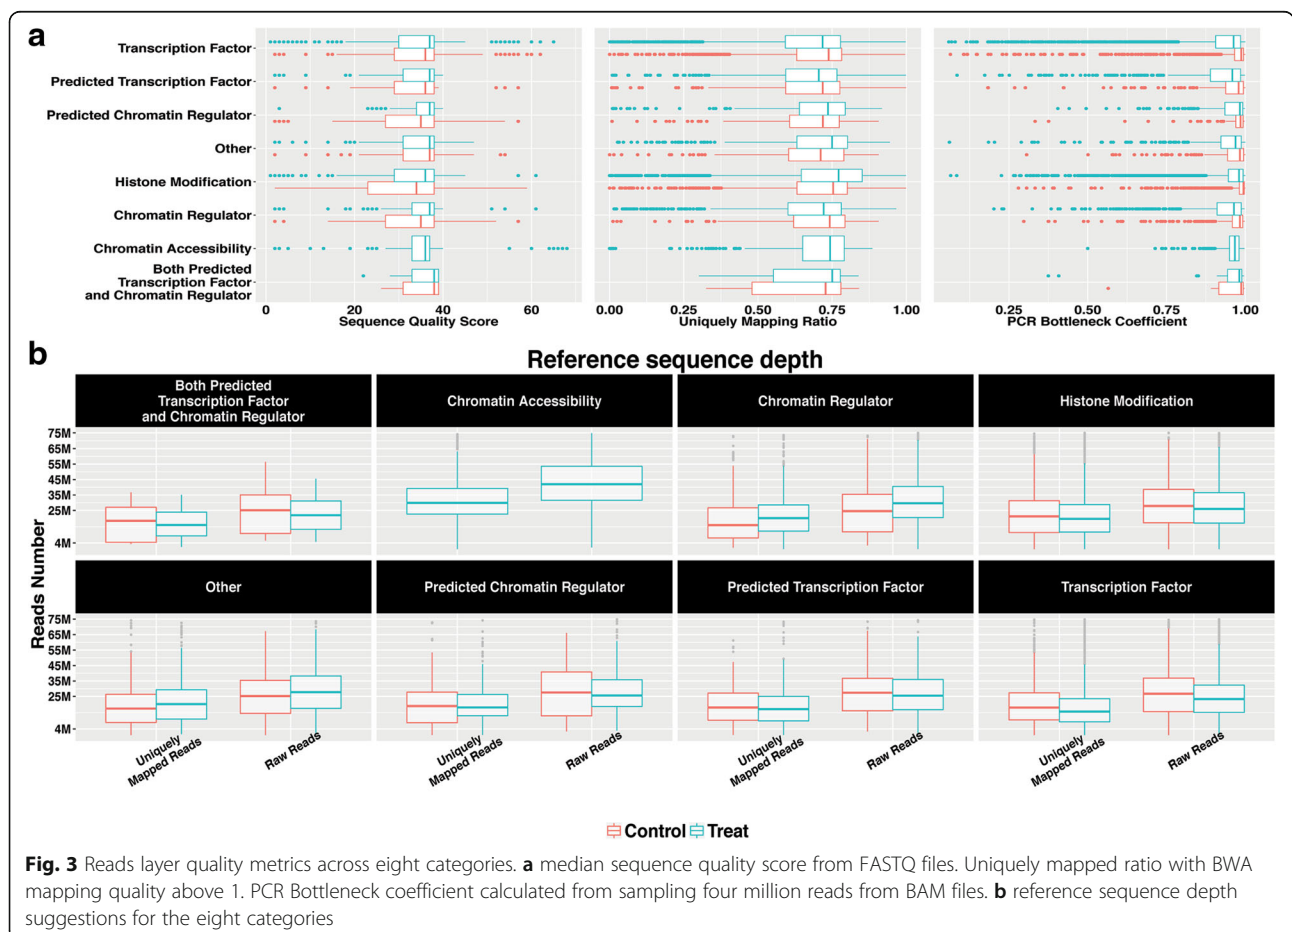 a
Transcription Factor
Predicted Transcription Factor
Predicted Chromatin Regulator
Other
Histone Modification
Chromatin Regulator
Chromatin Accessibility
Both Predicted
Transcription Factor
and Chromatin Regulator
0 20 40 60
Sequence Quality Score
0.00 0.25 0.50 0.75 1.00
Uniquely Mapping Ratio
0.25 0.50 0.75 1.00
PCR Bottleneck Coefficient
b
Reference sequence depth
Both Predicted
Transcription Factor
and Chromatin Regulator
Chromatin Accessibility
Chromatin Regulator
Histone Modification
75M
65M
55M
45M
35M
25M
4M
Reads Number
Other
Predicted Chromatin Regulator
Predicted Transcription Factor
Transcription Factor
75M
65M
55M
45M
35M
25M
4M
Uniquely
Mapped Reads
Raw Reads
Uniquely
Mapped Reads
Raw Reads
Uniquely
Mapped Reads
Raw Reads
Uniquely
Mapped Reads
Raw Reads
Control Treat
Fig. 3 Reads layer quality metrics across eight categories. a median sequence quality score from FASTQ files. Uniquely mapped ratio with BWA
mapping quality above 1. PCR Bottleneck coefficient calculated from sampling four million reads from BAM files. b reference sequence depth
suggestions for the eight categories